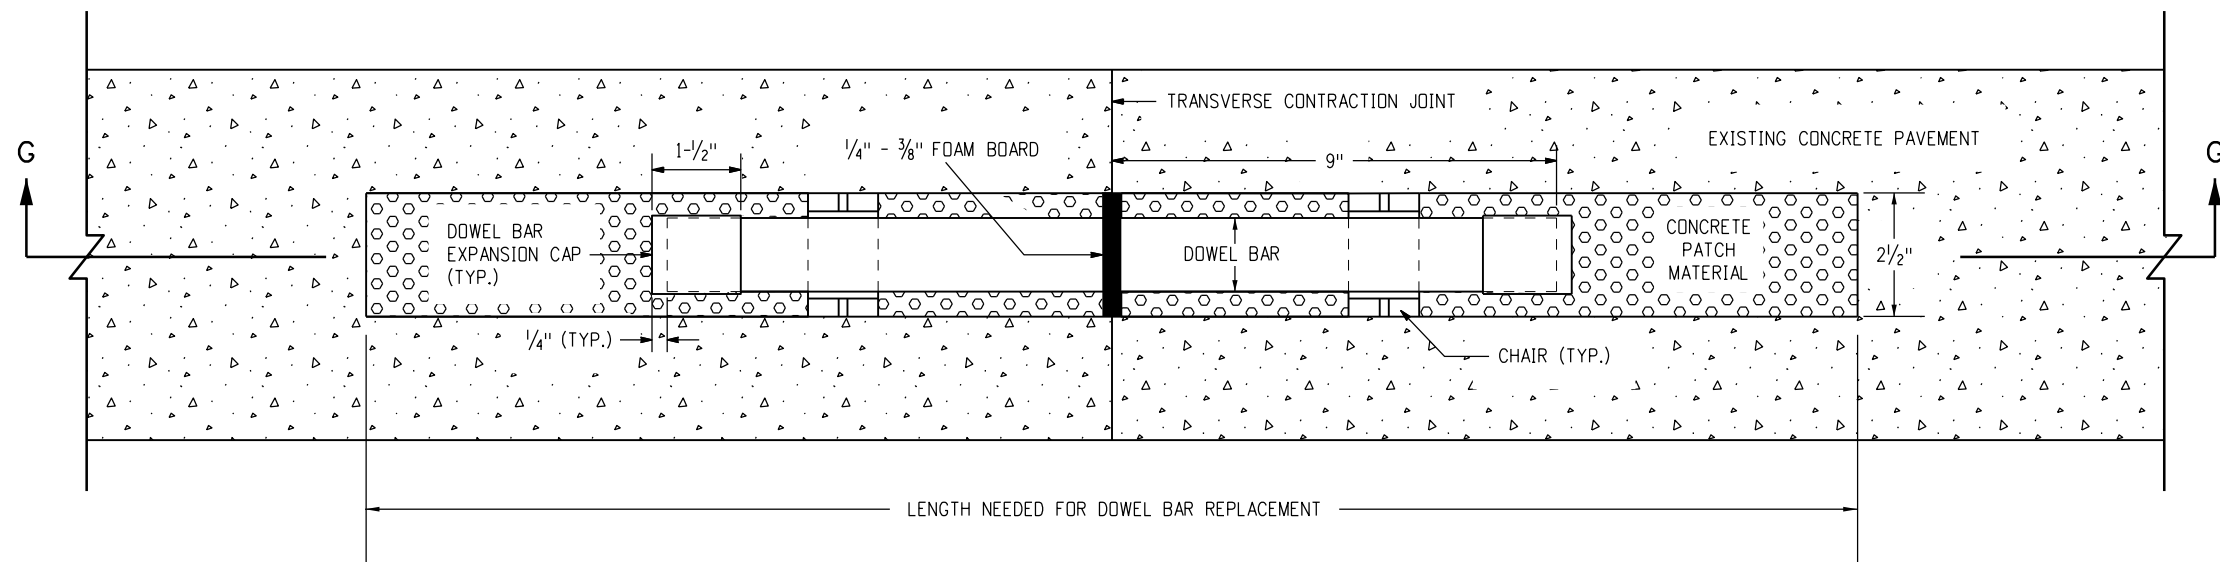 TRANSVERSE CONTRACTION JOINT
EXISTING CONCRETE PAVEMENT
G
G
1-1/2"
1/4" - 3/8" FOAM BOARD
9"
DOWEL BAR
EXPANSION CAP
(TYP.)
DOWEL BAR
CONCRETE
PATCH
MATERIAL
2 1/2"
1/4" (TYP.)
CHAIR (TYP.)
LENGTH NEEDED FOR DOWEL BAR REPLACEMENT